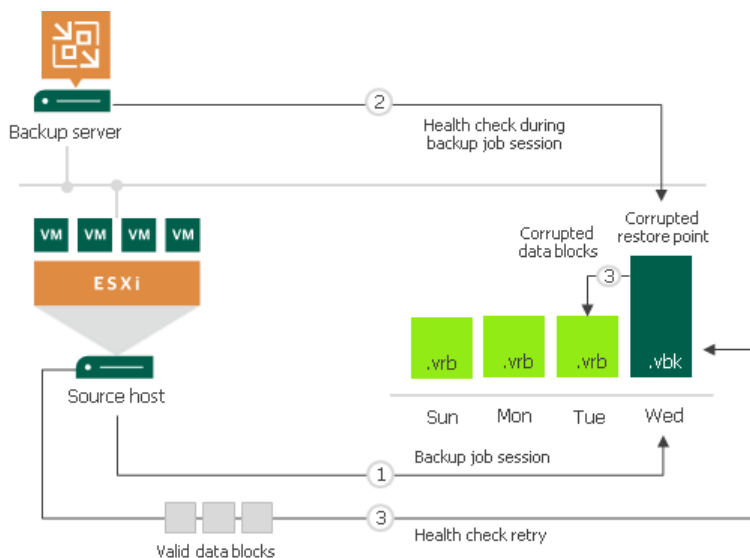 Backup server
2
Health check during
backup job session
VM VM VM VM
ESXi
Source host
Corrupted
data blocks
Corrupted
restore point
3
.vrb .vrb .vrb .vbk
Sun Mon Tue Wed
1
Backup job session
3
Health check retry
Valid data blocks